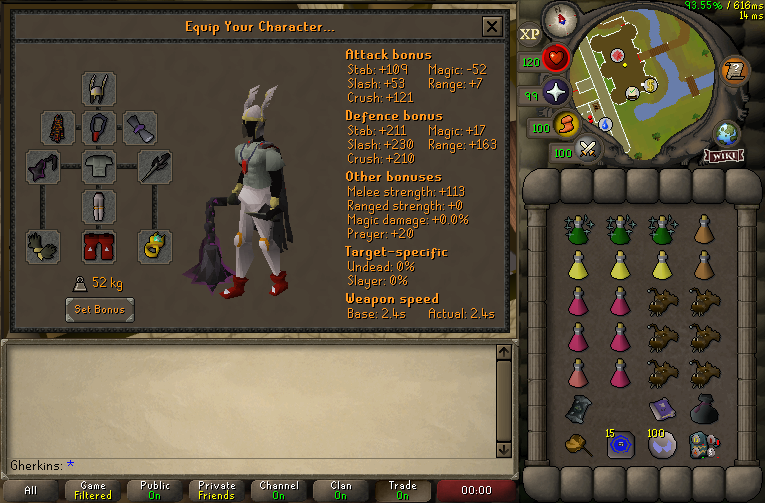 Equip Your Character...
Attack bonus
Stab: +109 Magic: -52
Slash: +53 Range: +7
Crush: +121
Defence bonus
Stab: +211 Magic: +17
Slash: +230 Range: +163
Crush: +210
Other bonuses
Melee strength: +113
Ranged strength: +0
Magic damage: +0.0%
Prayer: +20
Target-specific
Undead: 0%
Slayer: 0%
Weapon speed
Base: 2.4s Actual: 2.4s
52 kg
Set Bonus
93.55% / 616ms
14 ms
XP
120
99
100
100
WIKI
15
100
Gherkins: *
All
Game
Filtered
Public
On
Private
Friends
Channel
On
Clan
On
Trade
On
00:00